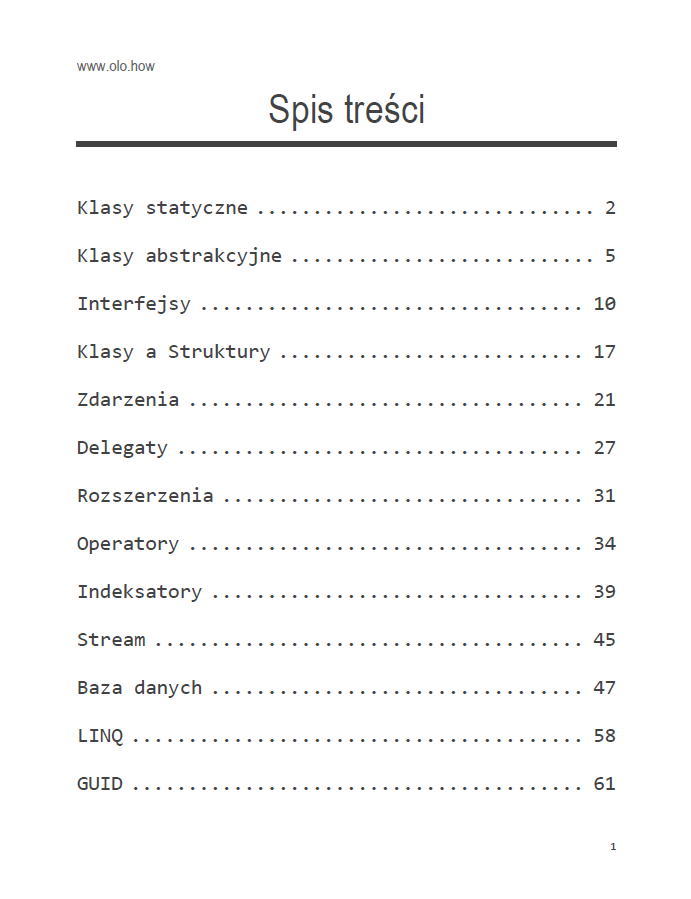 www.olo.how
Spis treści
Klasy statyczne .............................. 2
Klasy abstrakcyjne ........................... 5
Interfejsy .................................. 10
Klasy a Struktury ........................... 17
Zdarzenia ................................... 21
Delegaty .................................... 27
Rozszerzenia ................................ 31
Operatory ................................... 34
Indeksatory ................................. 39
Stream ...................................... 45
Baza danych ................................. 47
LINQ ........................................ 58
GUID ........................................ 61
1